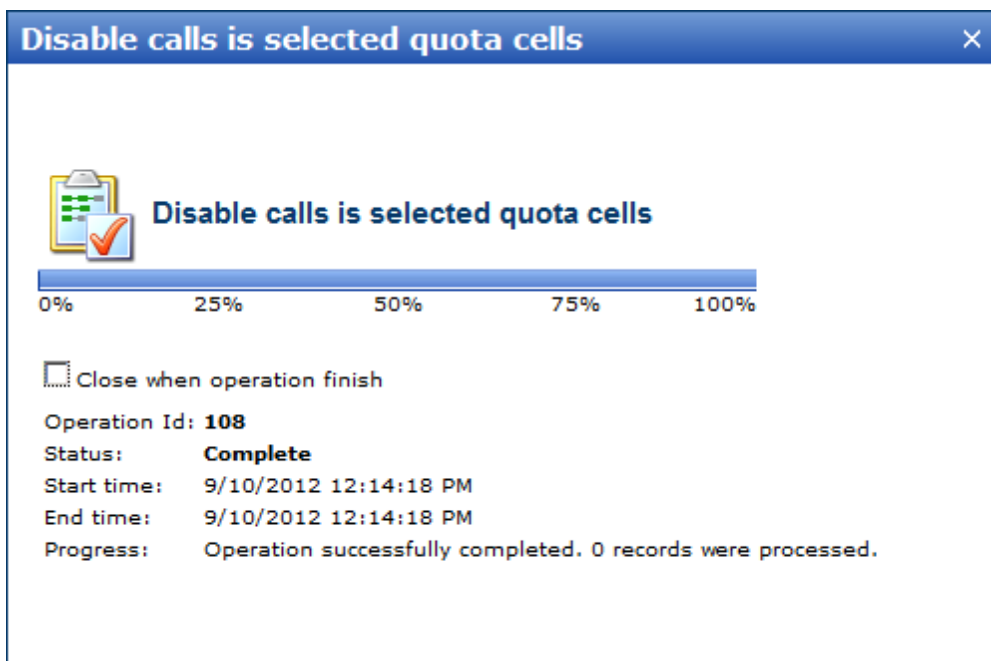 Disable calls is selected quota cells
Disable calls is selected quota cells
0% 25% 50% 75% 100%
Close when operation finish
Operation Id: 108
Status: Complete
Start time: 9/10/2012 12:14:18 PM
End time: 9/10/2012 12:14:18 PM
Progress: Operation successfully completed. 0 records were processed.